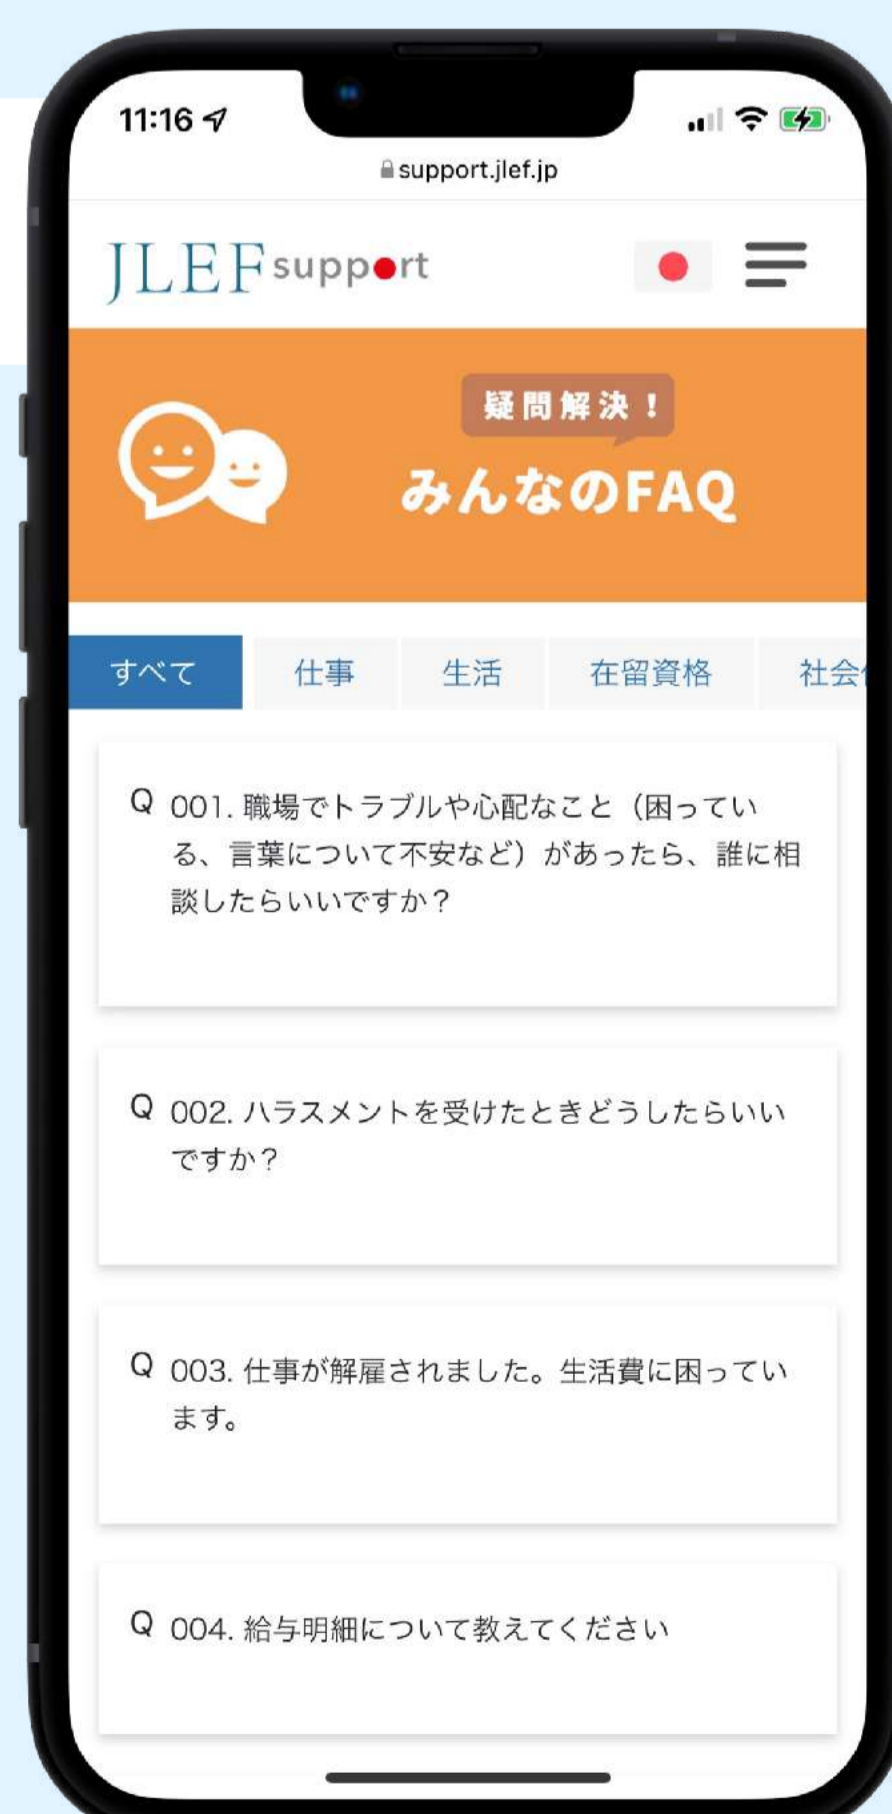 11:16
support.jlef.jp
JLEF support
疑問解決！
みんなのFAQ
すべて 仕事 生活 在留資格 社会
Q 001. 職場でトラブルや心配なこと（困ってい
る、言葉について不安など）があったら、誰に相
談したらいいですか？
Q 002. ハラスメントを受けたときどうしたらいい
ですか？
Q 003. 仕事が解雇されました。生活費に困ってい
ます。
Q 004. 給与明細について教えてください